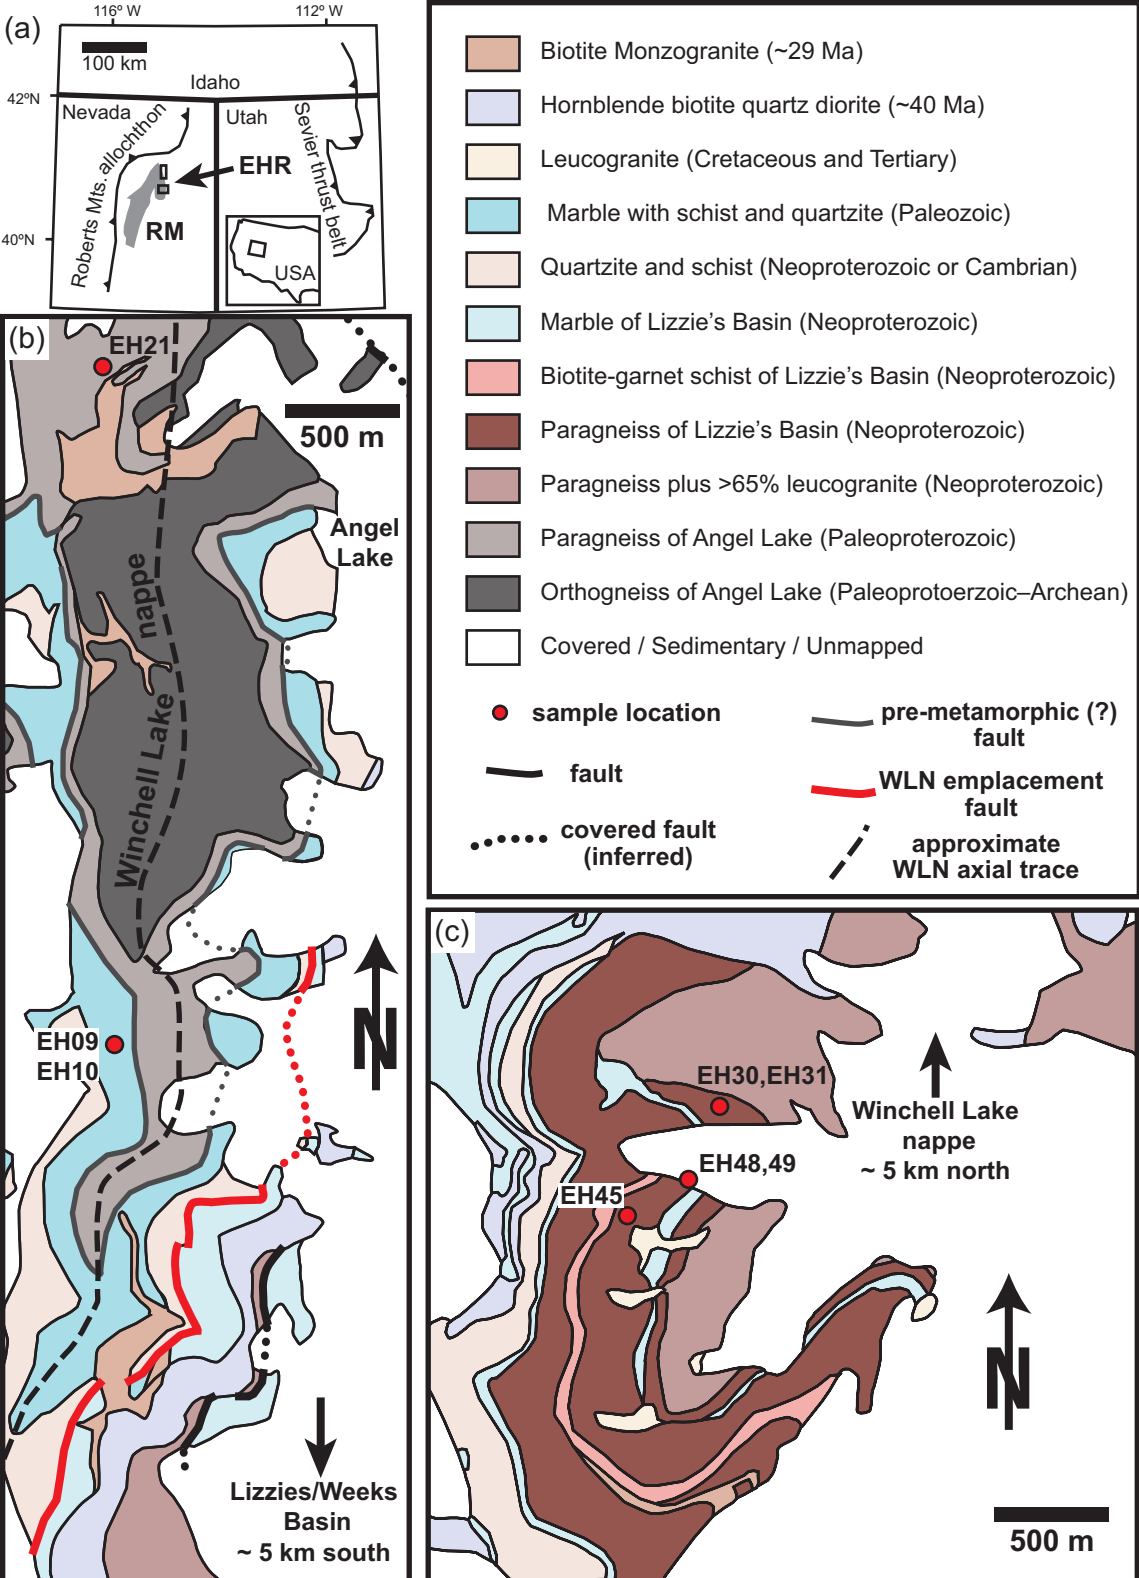 (a)
116° W
112° W
100 km
42°N
Idaho
Nevada
Utah
Roberts Mts. allochthon
Sevier thrust belt
EHR
RM
40°N
USA
Biotite Monzogranite (~29 Ma)
Hornblende biotite quartz diorite (~40 Ma)
Leucogranite (Cretaceous and Tertiary)
Marble with schist and quartzite (Paleozoic)
Quartzite and schist (Neoproterozoic or Cambrian)
Marble of Lizzie's Basin (Neoproterozoic)
Biotite-garnet schist of Lizzie's Basin (Neoproterozoic)
Paragneiss of Lizzie's Basin (Neoproterozoic)
Paragneiss plus >65% leucogranite (Neoproterozoic)
Paragneiss of Angel Lake (Paleoproterozoic)
Orthogneiss of Angel Lake (Paleoprotoerzoic–Archean)
Covered / Sedimentary / Unmapped
sample location
fault
covered fault
(inferred)
pre-metamorphic (?)
fault
WLN emplacement
fault
approximate
WLN axial trace
(b)
EH21
500 m
Angel
Lake
Winchell Lake
nappe
EH09
EH10
N
Lizzies/Weeks
Basin
~ 5 km south
(c)
EH30,EH31
Winchell Lake
nappe
~ 5 km north
EH48,49
EH45
N
500 m